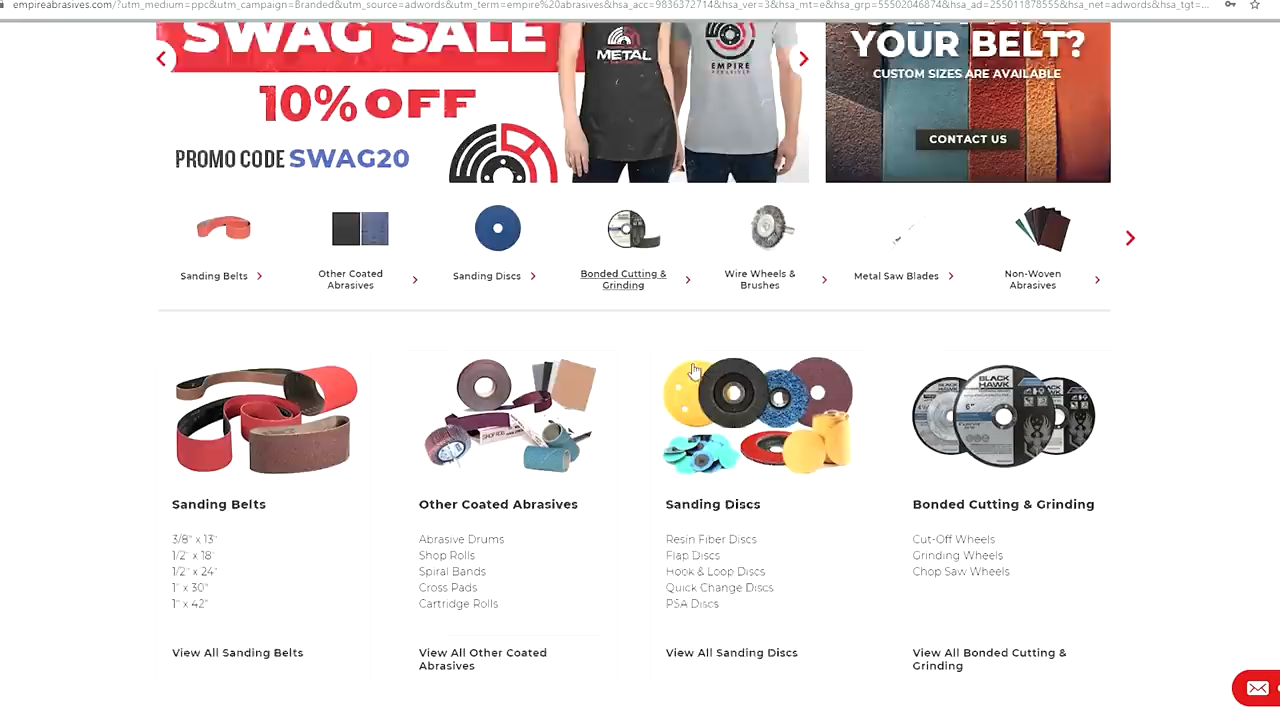 empireabrasives.com/?utm_medium=ppc&utm_campaign=Branded&utm_source=adwords&utm_term=empire%20abrasives&hsa_acc=9836372714&hsa_ver=3&hsa_mt=e&hsa_grp=55502046874&hsa_ad=255011878555&hsa_net=adwords&hsa_tgt=...
SWAG SALE
10% OFF
PROMO CODE SWAG20
METAL
EMPIRE
ABRASIVES
YOUR BELT?
CUSTOM SIZES ARE AVAILABLE
CONTACT US
Sanding Belts
Other Coated
Abrasives
Sanding Discs
Bonded Cutting &
Grinding
Wire Wheels &
Brushes
Metal Saw Blades
Non-Woven
Abrasives
SHOP ROLL
BLACK
HAWK
6"
Sanding Belts
3/8" x 13"
1/2" x 18"
1/2" x 24"
1" x 30"
1" x 42"
View All Sanding Belts
Other Coated Abrasives
Abrasive Drums
Shop Rolls
Spiral Bands
Cross Pads
Cartridge Rolls
View All Other Coated
Abrasives
Sanding Discs
Resin Fiber Discs
Flap Discs
Hook & Loop Discs
Quick Change Discs
PSA Discs
View All Sanding Discs
Bonded Cutting & Grinding
Cut-Off Wheels
Grinding Wheels
Chop Saw Wheels
View All Bonded Cutting &
Grinding